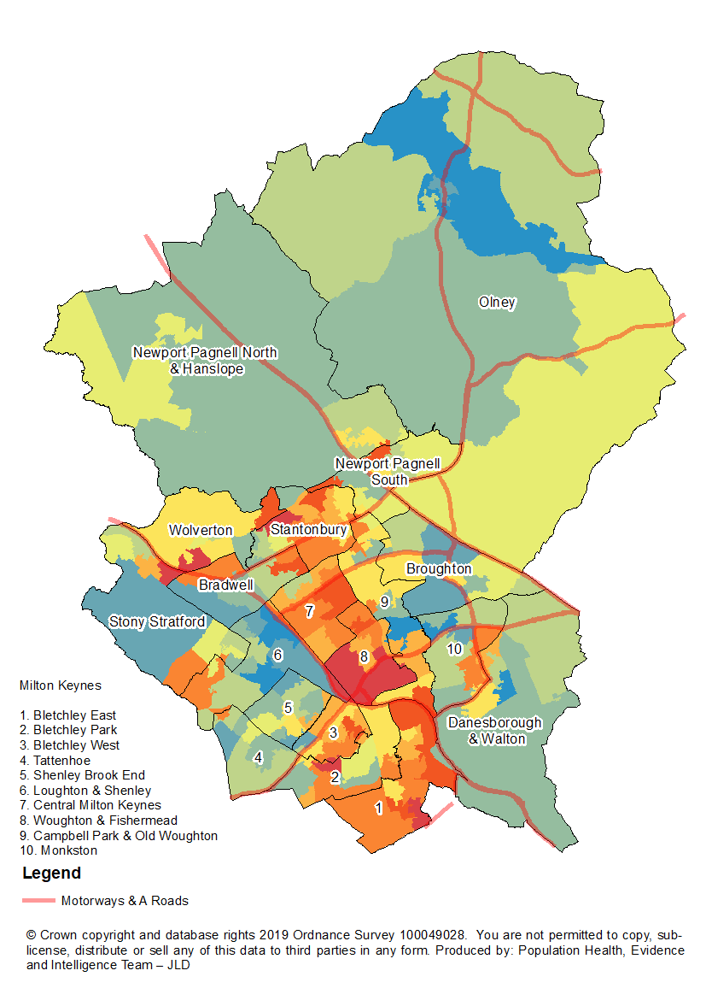 Olney
Newport Pagnell North
& Hanslope
Newport Pagnell
South
Wolverton
Stantonbury
Broughton
Bradwell
9
7
Stony Stratford
10
6
8
Milton Keynes
1. Bletchley East
2. Bletchley Park
3. Bletchley West
4. Tattenhoe
5. Shenley Brook End
6. Loughton & Shenley
7. Central Milton Keynes
8. Woughton & Fishermead
9. Campbell Park & Old Woughton
10. Monkston
5
Danesborough
& Walton
3
4
2
1
Legend
Motorways & A Roads
© Crown copyright and database rights 2019 Ordnance Survey 100049028. You are not permitted to copy, sub-
license, distribute or sell any of this data to third parties in any form. Produced by: Population Health, Evidence
and Intelligence Team – JLD